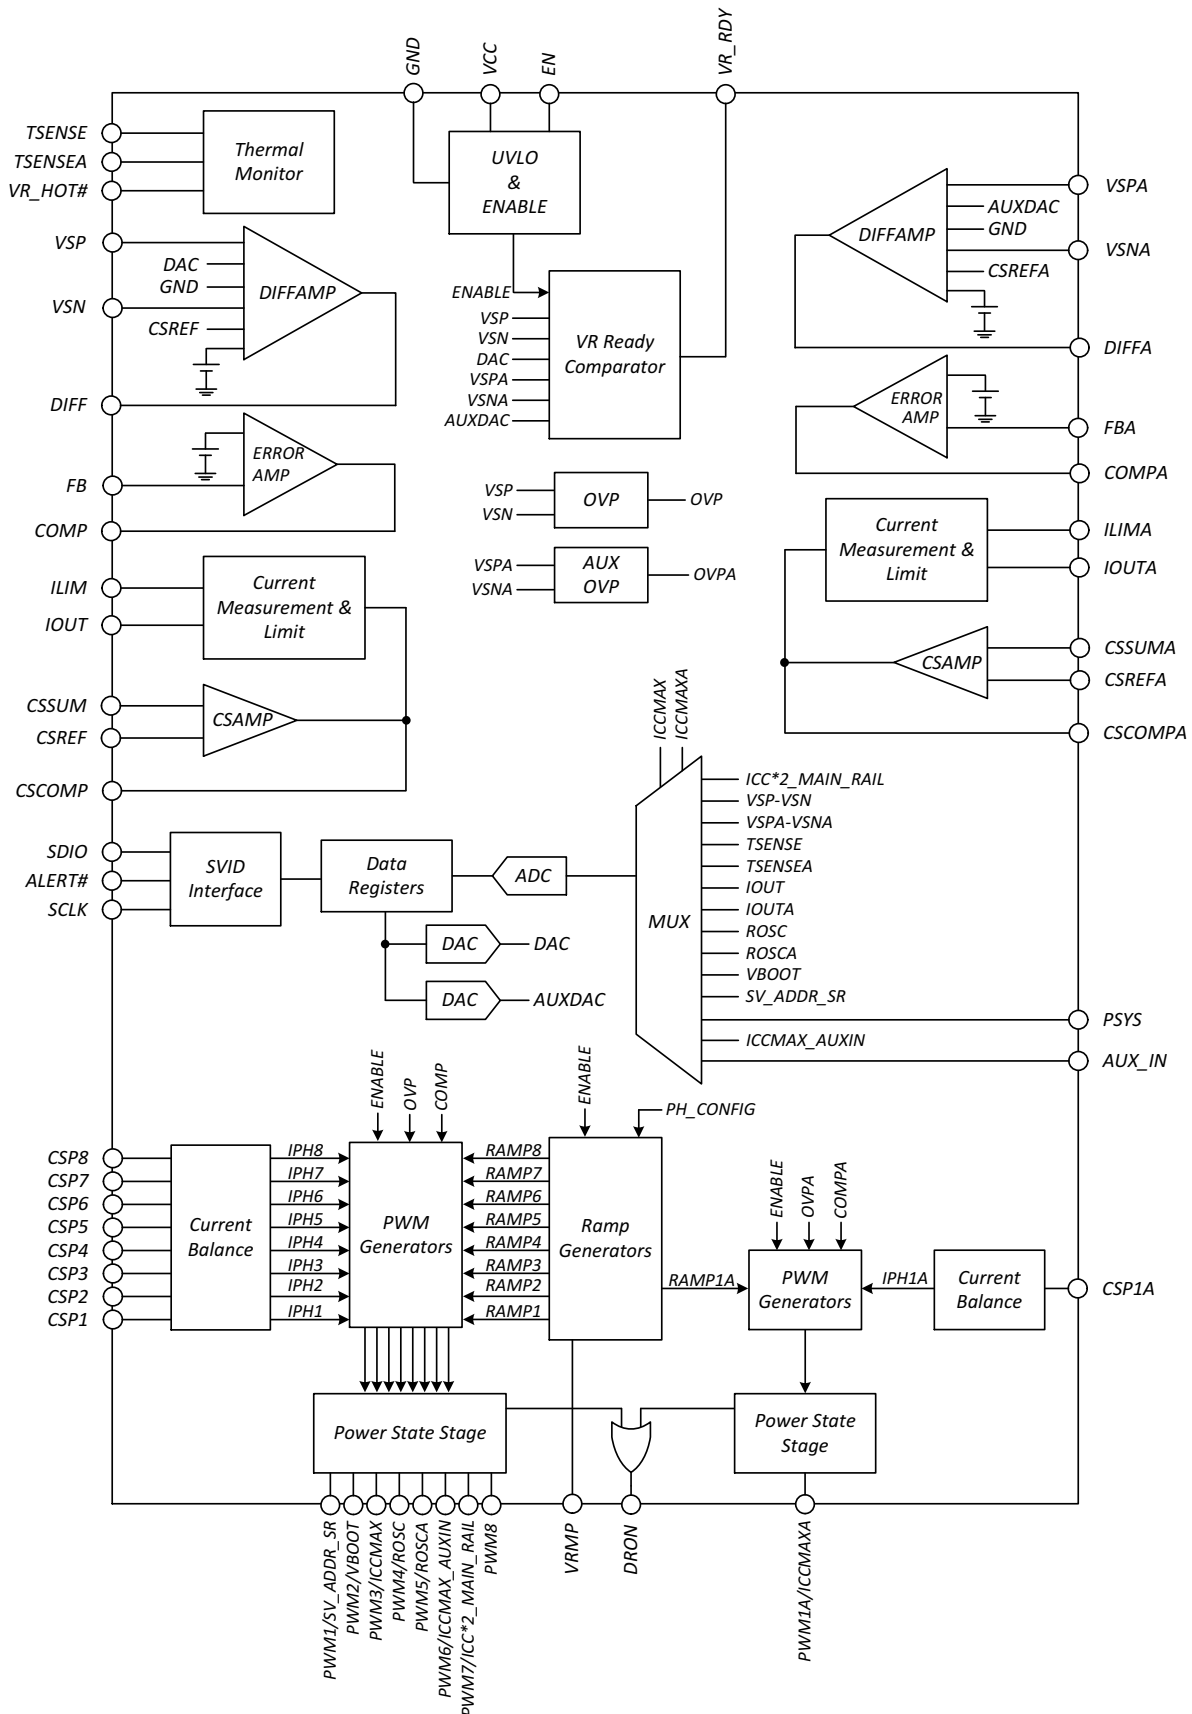 GND
VCC
EN
VR_RDY
TSENSE
TSENSEA
VR_HOT#
Thermal
Monitor
UVLO
&
ENABLE
VSP
DAC
GND
VSN
CSREF
DIFFAMP
DIFF
ENABLE
VSP
VSN
DAC
VSPA
VSNA
AUXDAC
VR Ready
Comparator
VSPA
AUXDAC
GND
VSNA
CSREFA
DIFFAMP
DIFFA
ERROR
AMP
FB
COMP
VSP
VSN
OVP
OVP
VSPA
VSNA
AUX
OVP
OVPA
ERROR
AMP
FBA
COMPA
ILIM
IOUT
Current
Measurement &
Limit
CSSUM
CSREF
CSAMP
CSCOMP
Current
Measurement &
Limit
ILIMA
IOUTA
CSAMP
CSSUMA
CSREFA
CSCOMPA
ICCMAX
ICCMAXA
SDIO
ALERT#
SCLK
SVID
Interface
Data
Registers
ADC
DAC
DAC
DAC
AUXDAC
MUX
ICC*2_MAIN_RAIL
VSP-VSN
VSPA-VSNA
TSENSE
TSENSEA
IOUT
IOUTA
ROSC
ROSCA
VBOOT
SV_ADDR_SR
PSYS
ICCMAX_AUXIN
AUX_IN
ENABLE
OVP
COMP
ENABLE
PH_CONFIG
CSP8
CSP7
CSP6
CSP5
CSP4
CSP3
CSP2
CSP1
Current
Balance
IPH8
IPH7
IPH6
IPH5
IPH4
IPH3
IPH2
IPH1
PWM
Generators
RAMP8
RAMP7
RAMP6
RAMP5
RAMP4
RAMP3
RAMP2
RAMP1
Ramp
Generators
ENABLE
OVPA
COMPA
RAMP1A
PWM
Generators
IPH1A
Current
Balance
CSP1A
Power State Stage
Power State
Stage
PWM1/SV_ADDR_SR
PWM2/VBOOT
PWM3/ICCMAX
PWM4/ROSC
PWM5/ROSCA
PWM6/ICCMAX_AUXIN
PWM7/ICC*2_MAIN_RAIL
PWM8
VRMP
DRON
PWM1A/ICCMAXA